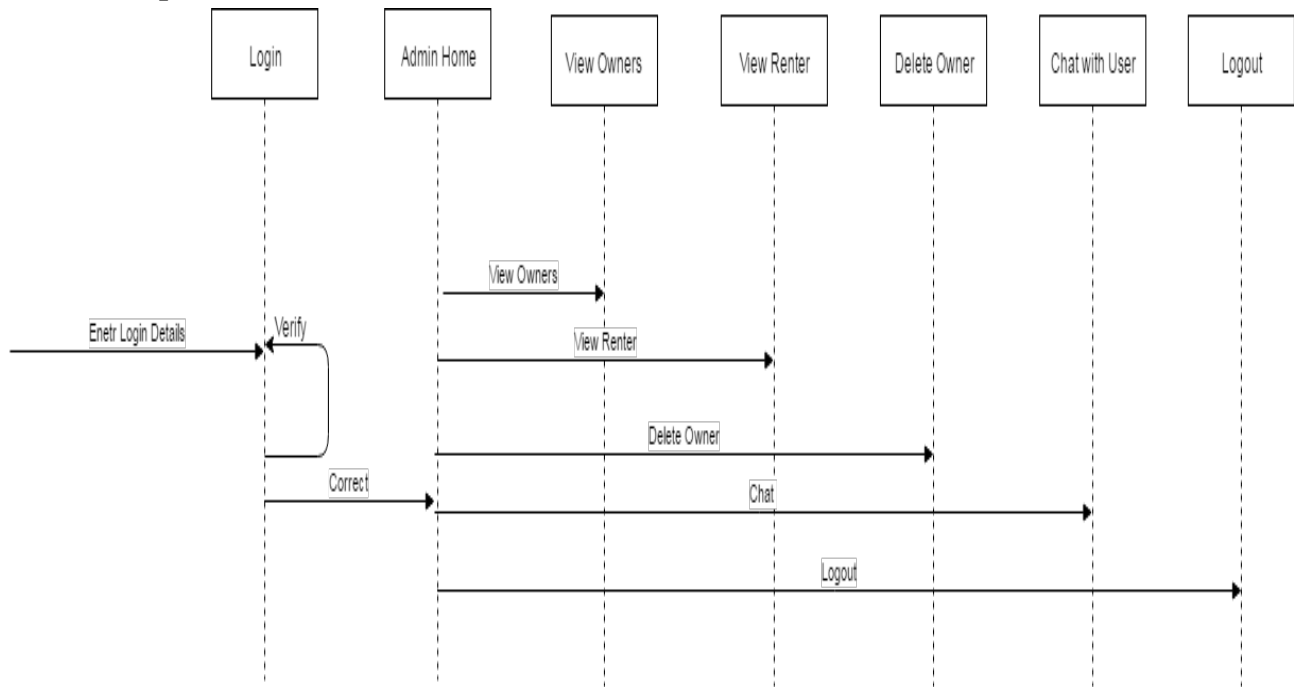 Login
Admin Home
View Owners
View Renter
Delete Owner
Chat with User
Logout
View Owners
Enetr Login Details
Verify
View Renter
Delete Owner
Correct
Chat
Logout